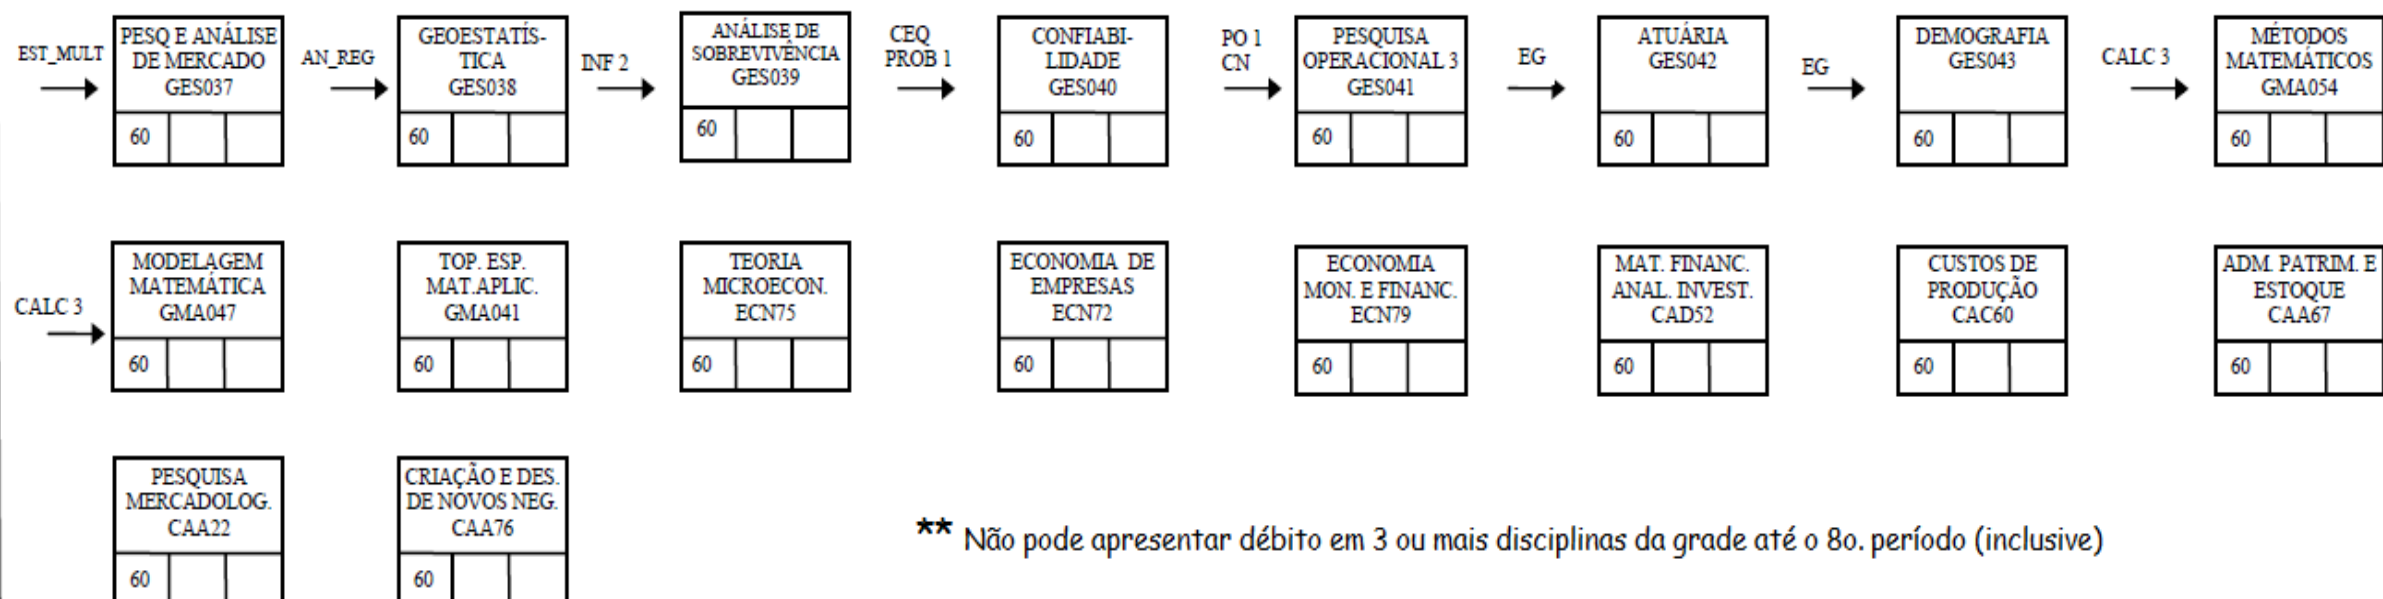 EST_MULT
PESQ E ANÁLISE
DE MERCADO
GES037
60
AN_REG
GEOESTATÍS-
TICA
GES038
60
INF 2
ANÁLISE DE
SOBREVIVÊNCIA
GES039
60
CEQ
PROB 1
CONFIABI-
LIDADE
GES040
60
PO 1
CN
PESQUISA
OPERACIONAL 3
GES041
60
EG
ATUÁRIA
GES042
60
EG
DEMOGRAFIA
GES043
60
CALC 3
MÉTODOS
MATEMÁTICOS
GMA054
60
CALC 3
MODELAGEM
MATEMÁTICA
GMA047
60
TOP. ESP.
MAT.APLIC.
GMA041
60
TEORIA
MICROECON.
ECN75
60
ECONOMIA DE
EMPRESAS
ECN72
60
ECONOMIA
MON. E FINANC.
ECN79
60
MAT. FINANC.
ANAL. INVEST.
CAD52
60
CUSTOS DE
PRODUÇÃO
CAC60
60
ADM. PATRIM. E
ESTOQUE
CAA67
60
PESQUISA
MERCADOLOG.
CAA22
60
CRIAÇÃO E DES.
DE NOVOS NEG.
CAA76
60
** Não pode apresentar débito em 3 ou mais disciplinas da grade até o 8o. período (inclusive)